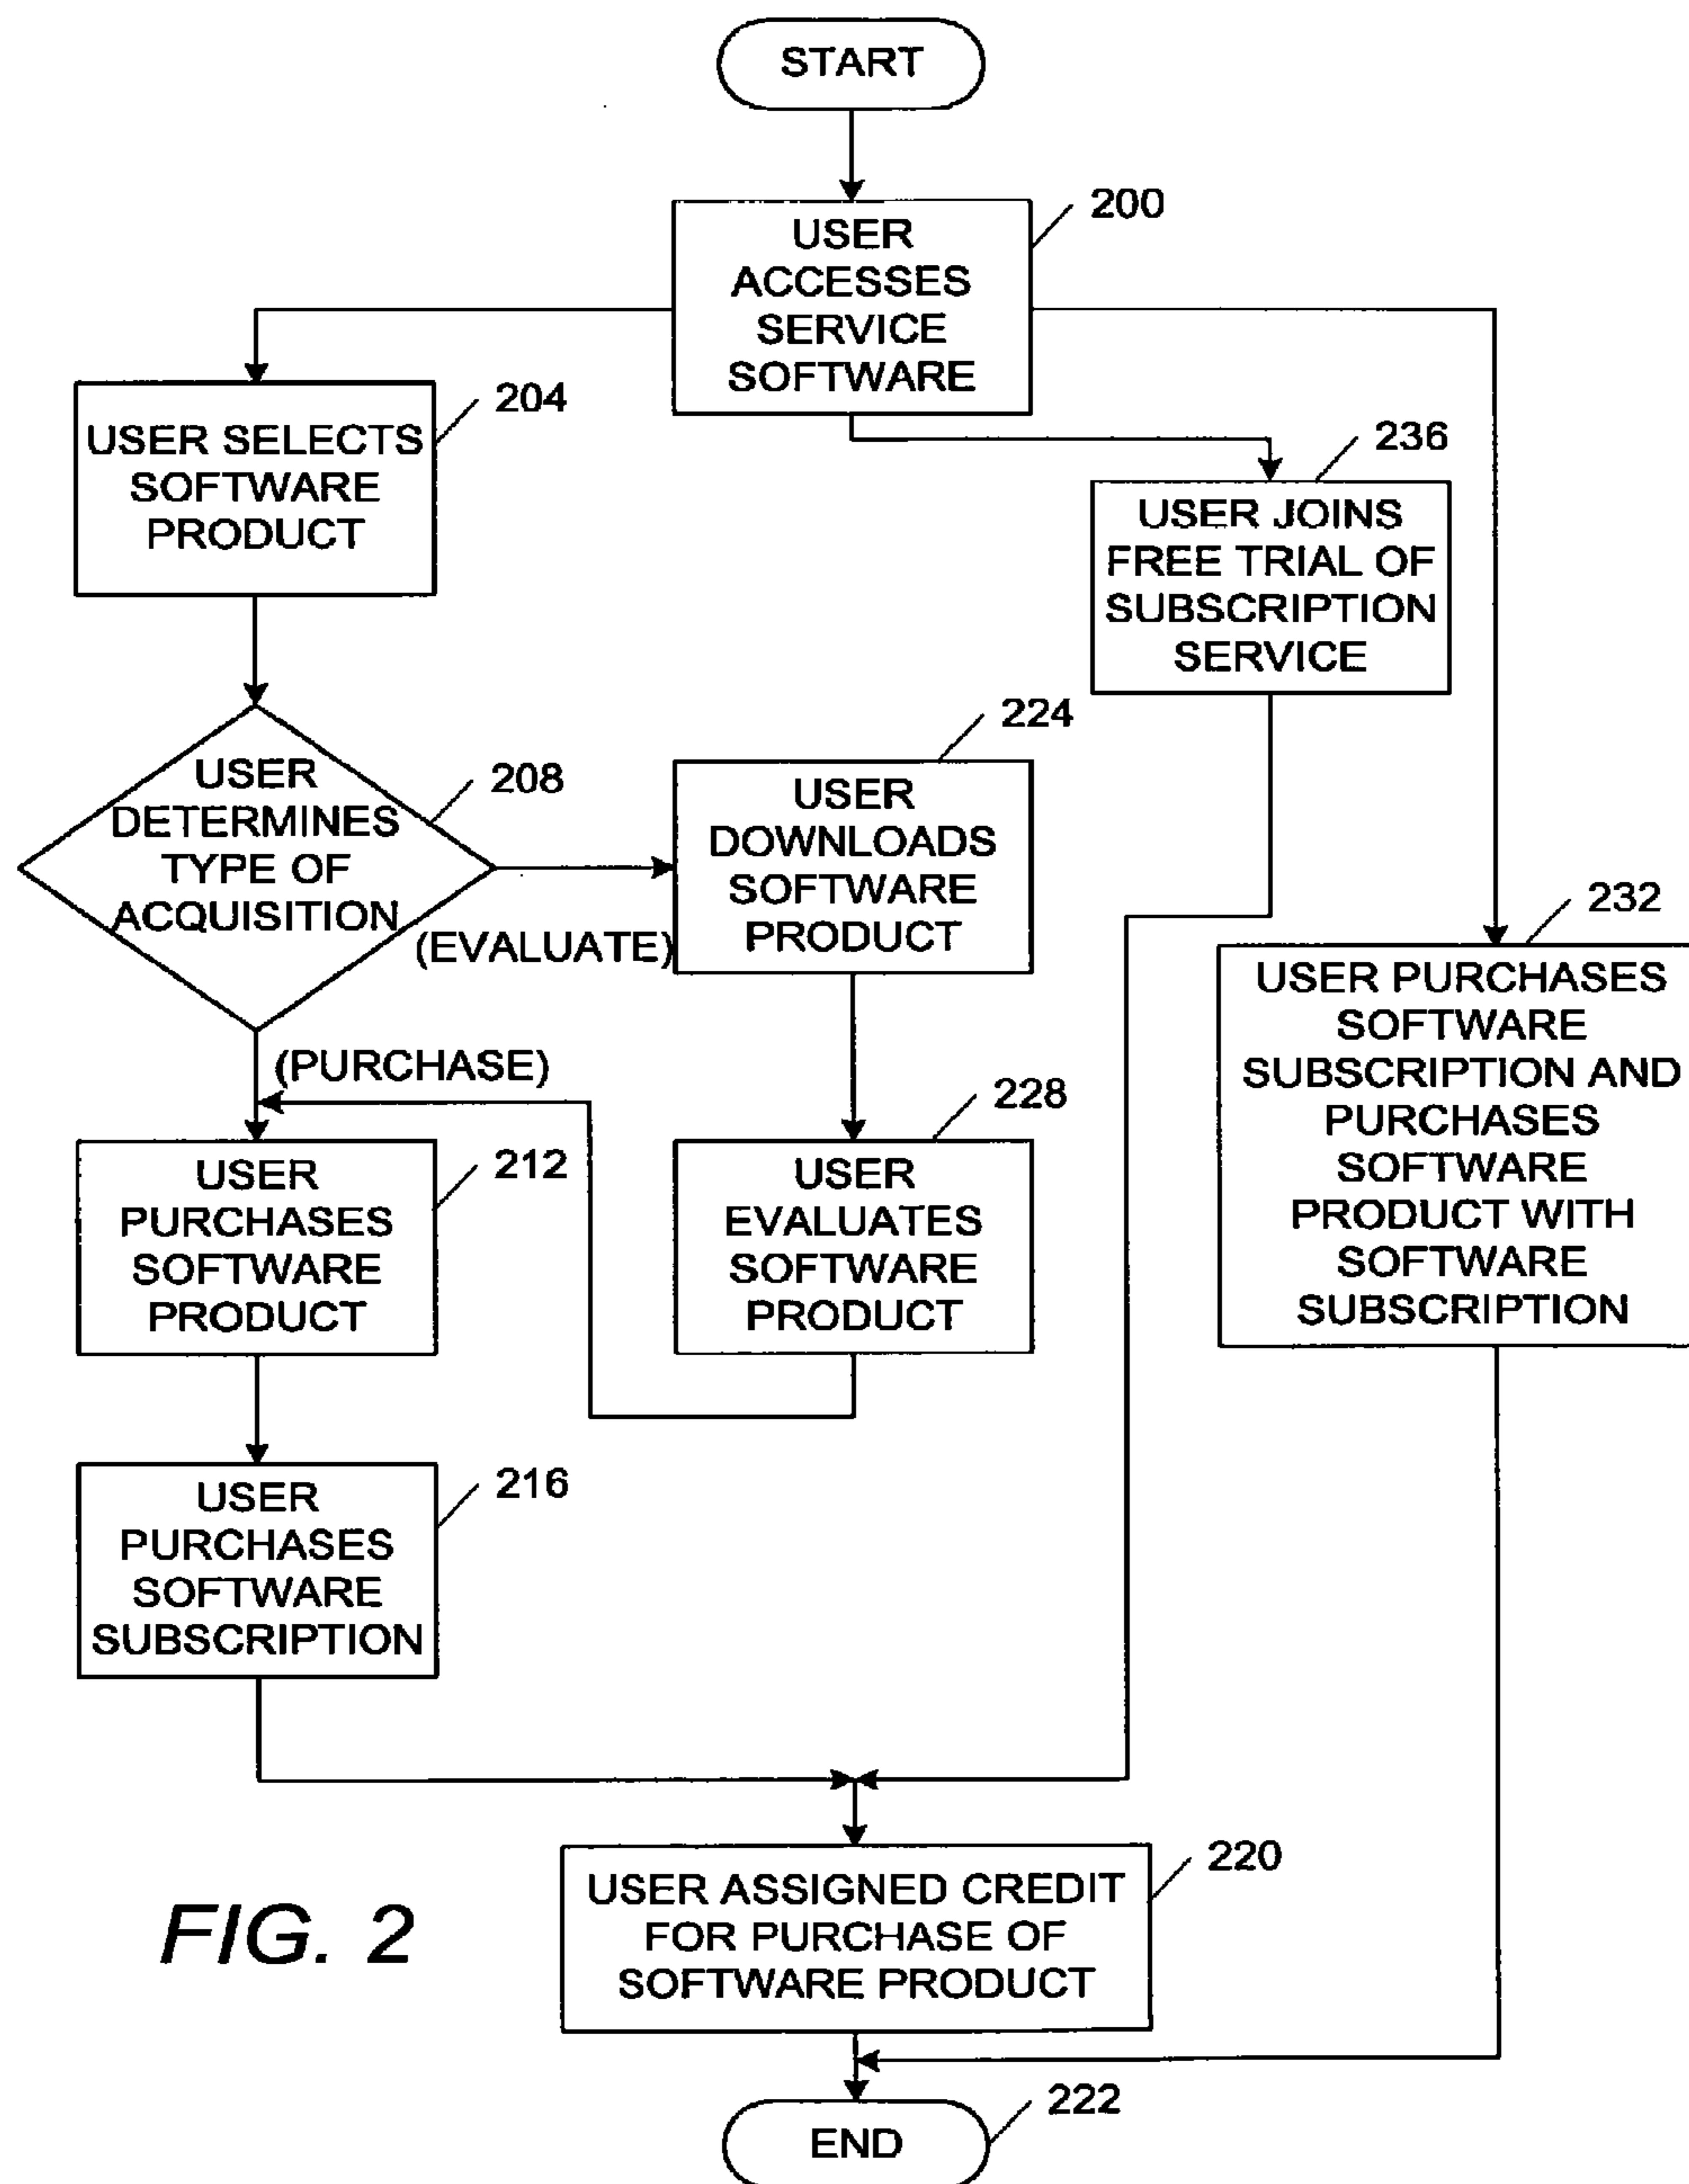 START
200
USER
ACCESSES
SERVICE
SOFTWARE
204
USER SELECTS
SOFTWARE
PRODUCT
236
USER JOINS
FREE TRIAL OF
SUBSCRIPTION
SERVICE
208
USER
DETERMINES
TYPE OF
ACQUISITION
(EVALUATE)
(PURCHASE)
224
USER
DOWNLOADS
SOFTWARE
PRODUCT
232
USER PURCHASES
SOFTWARE
SUBSCRIPTION AND
PURCHASES
SOFTWARE
PRODUCT WITH
SOFTWARE
SUBSCRIPTION
212
USER
PURCHASES
SOFTWARE
PRODUCT
228
USER
EVALUATES
SOFTWARE
PRODUCT
216
USER
PURCHASES
SOFTWARE
SUBSCRIPTION
220
USER ASSIGNED CREDIT
FOR PURCHASE OF
SOFTWARE PRODUCT
FIG. 2
222
END